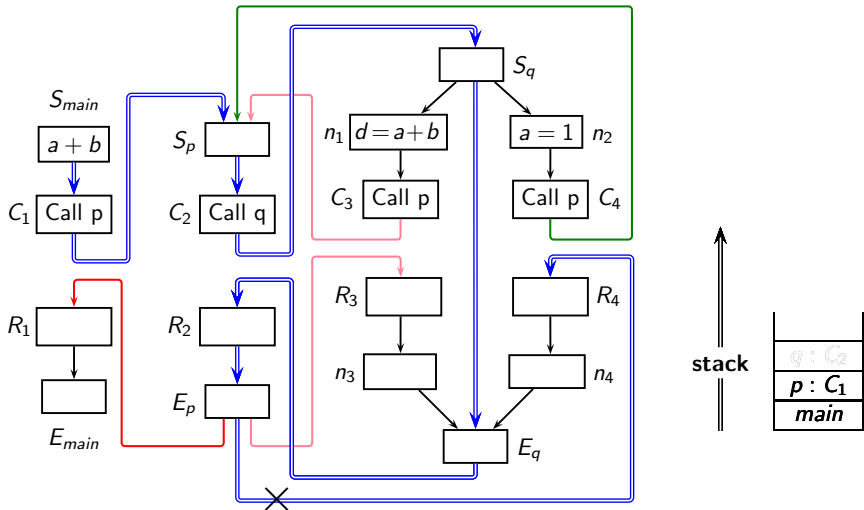 S_q
S_main
a + b
S_p
n_1
d = a + b
a = 1
n_2
C_1
Call p
C_2
Call q
C_3
Call p
Call p
C_4
R_1
R_2
R_3
R_4
q : C_2
stack
n_3
n_4
p : C_1
E_p
main
E_main
E_q